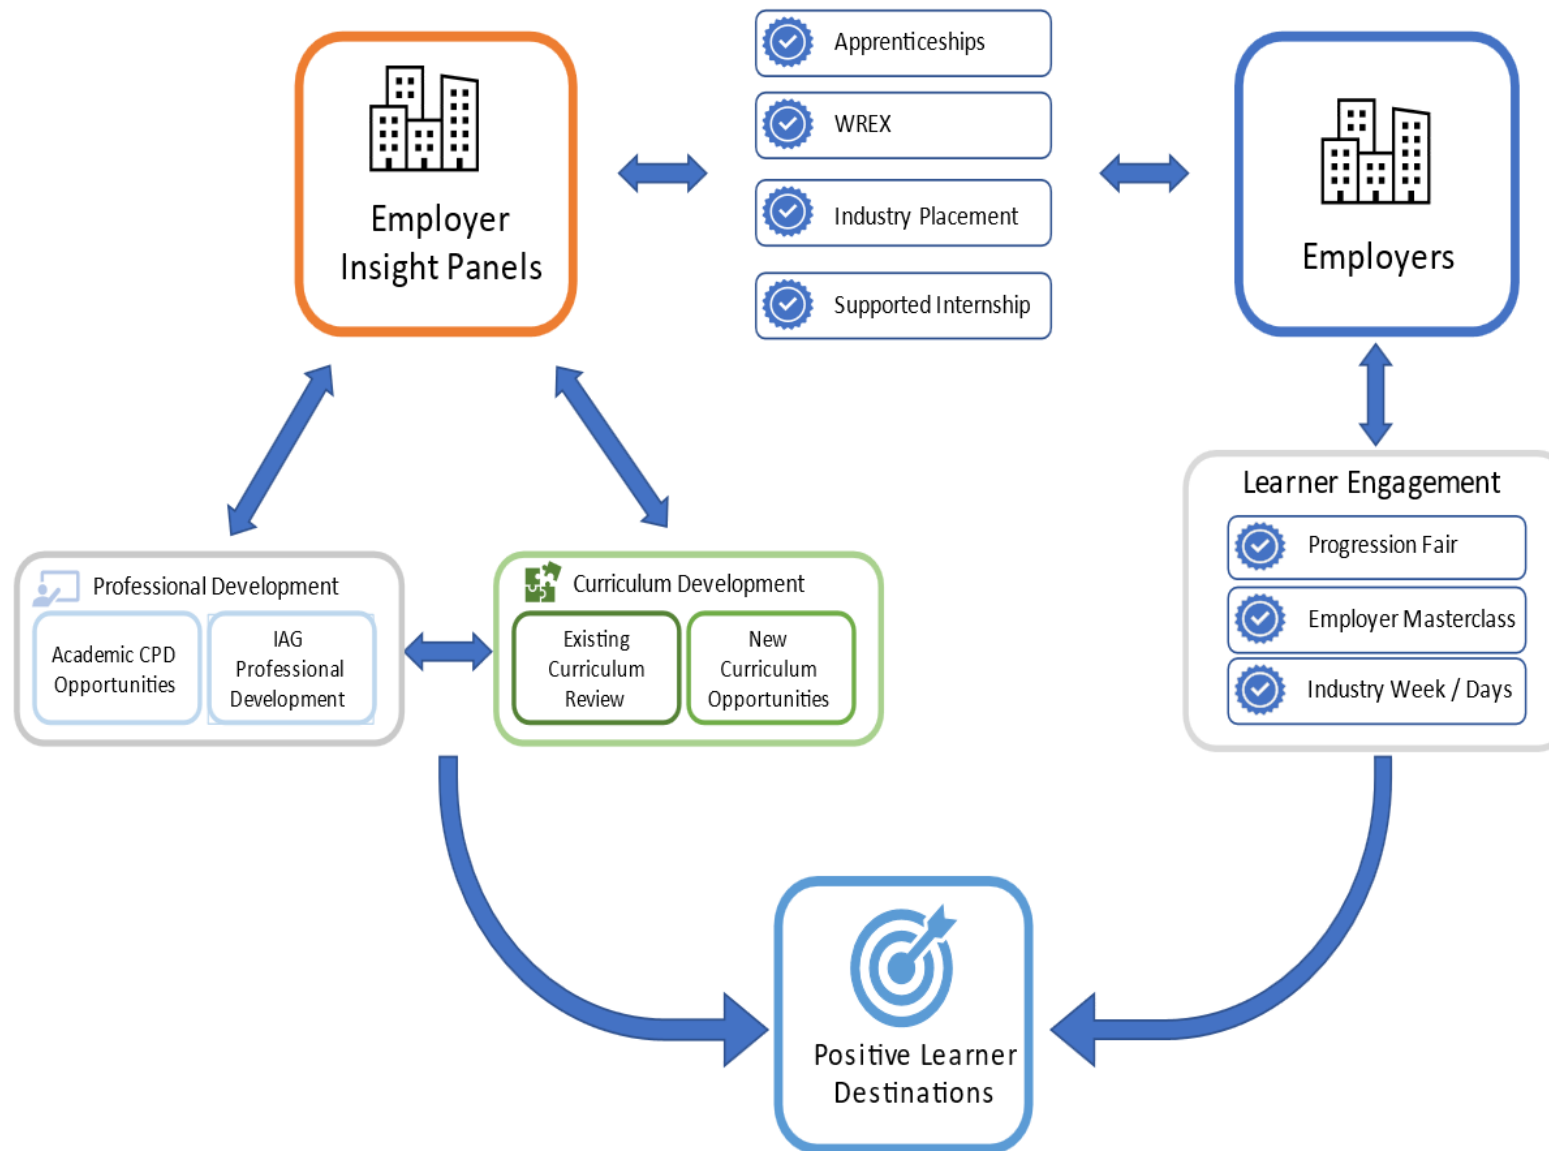 Employer
Insight Panels
Apprenticeships
WREX
Industry Placement
Supported Internship
Employers
Learner Engagement
Progression Fair
Employer Masterclass
Industry Week / Days
Professional Development
Academic CPD
Opportunities
IAG
Professional
Development
Curriculum Development
Existing
Curriculum
Review
New
Curriculum
Opportunities
Positive Learner
Destinations